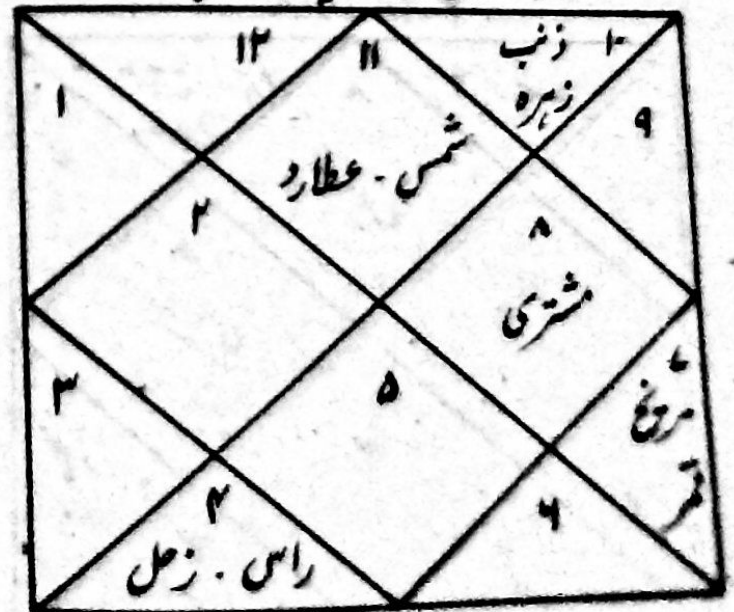 ۱۲
۱۱
ذنب ۱۰
زہرہ
۱
۹
شمس - عطارد
۲
۸
مشتری
۳
۵
۷
مریخ
قمر
۴
راس - زحل
۶